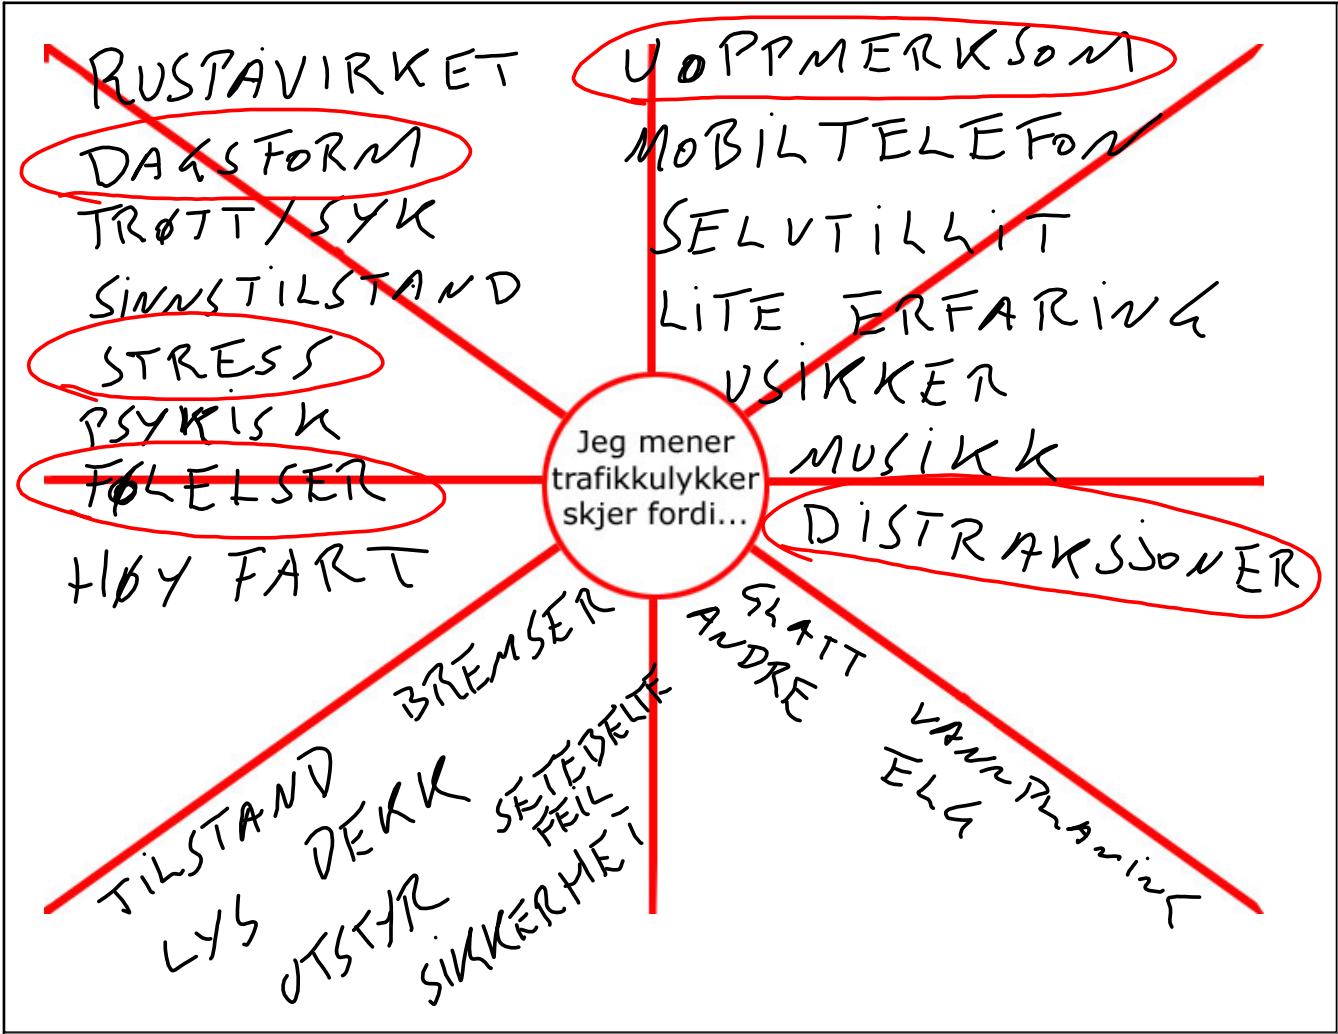 RUSPÅVIRKET
DAGSFORM
TRØTT/SYK
SINNSTILSTAND
STRESS
PSYKISK
FØLELSER
HØY FART
UOPPMERKSOM
MOBILTELEFON
SELVTILLIT
LITE ERFARING
USIKKER
MUSIKK
DISTRAKSJONER
Jeg mener
trafikkulykker
skjer fordi...
BREMSER
TILSTAND
DEKK
SETEBELTE
FEIL
LYS
UTSTYR
SIKKERHET
GLATT
ANDRE
VANNPLANING
ELG